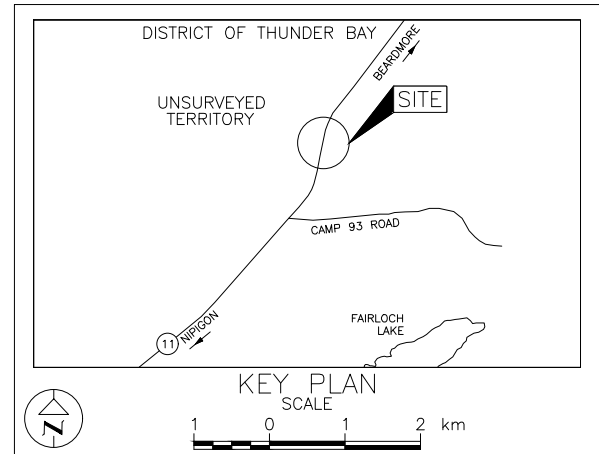 DISTRICT OF THUNDER BAY
BEARDMORE
UNSURVEYED
TERRITORY
SITE
CAMP 93 ROAD
FAIRLOCH
LAKE
11
NIPIGON
KEY PLAN
SCALE
N
1 0 1 2 km